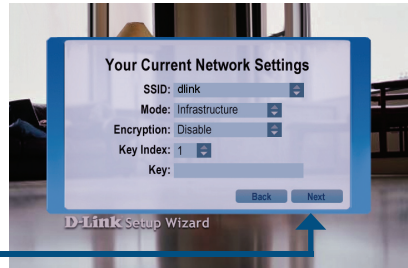 Your Current Network Settings
SSID: dlink
Mode: Infrastructure
Encryption: Disable
Key Index: 1
Key:
Back Next
D-Link Setup Wizard